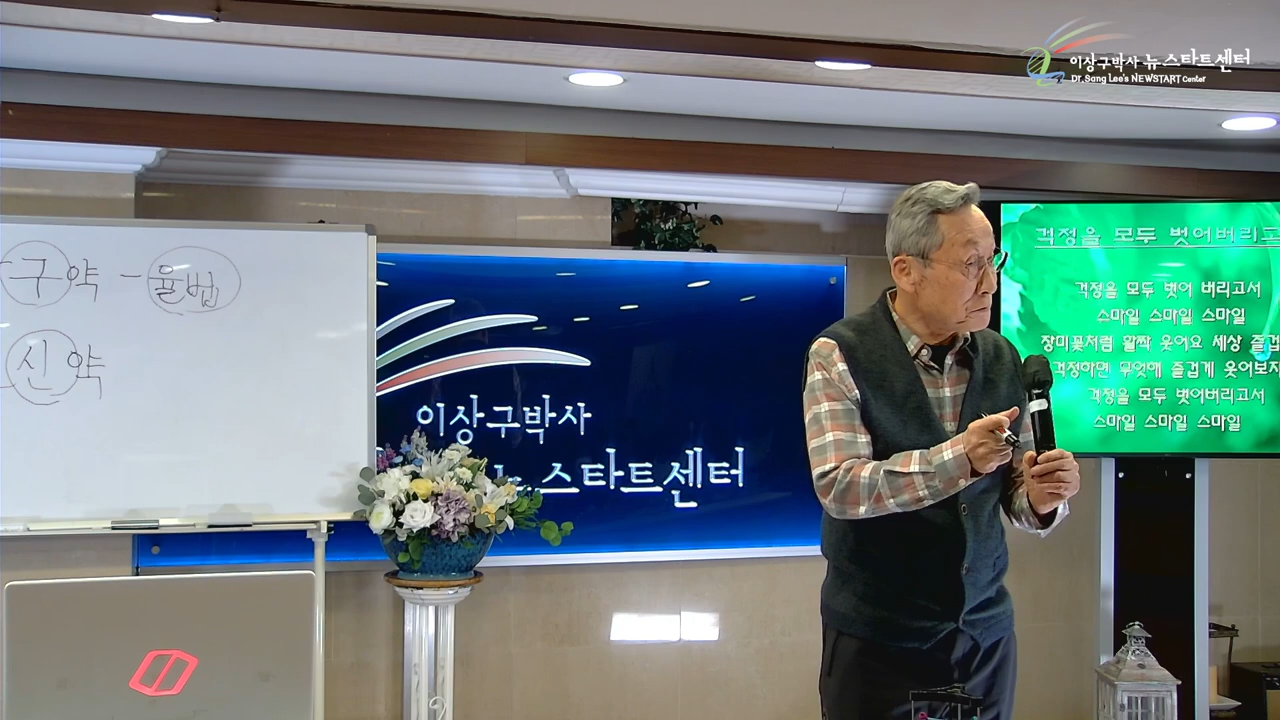 이상구박사 뉴스타트센터
Dr. Sang Lee's NEWSTART Center
구약 - 율법
신약
이상구박사
뉴스타트센터
걱정을 모두 벗어버리고
걱정을 모두 벗어 버리고서
스마일 스마일 스마일
장미꽃처럼 활짝 웃어요 세상 즐겁
걱정하면 무엇해 즐겁게 웃어보자
걱정을 모두 벗어버리고서
스마일 스마일 스마일